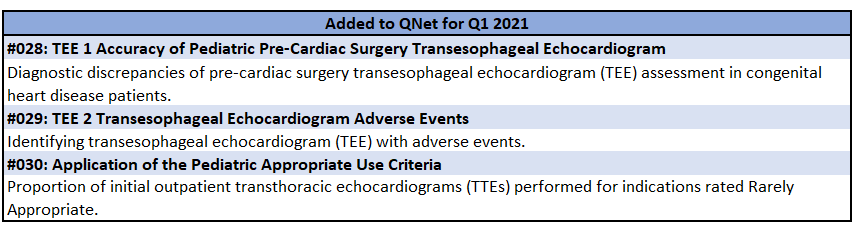 Added to QNet for Q1 2021
#028: TEE 1 Accuracy of Pediatric Pre-Cardiac Surgery Transesophageal Echocardiogram
Diagnostic discrepancies of pre-cardiac surgery transesophageal echocardiogram (TEE) assessment in congenital
heart disease patients.
#029: TEE 2 Transesophageal Echocardiogram Adverse Events
Identifying transesophageal echocardiogram (TEE) with adverse events.
#030: Application of the Pediatric Appropriate Use Criteria
Proportion of initial outpatient transthoracic echocardiograms (TTEs) performed for indications rated Rarely
Appropriate.